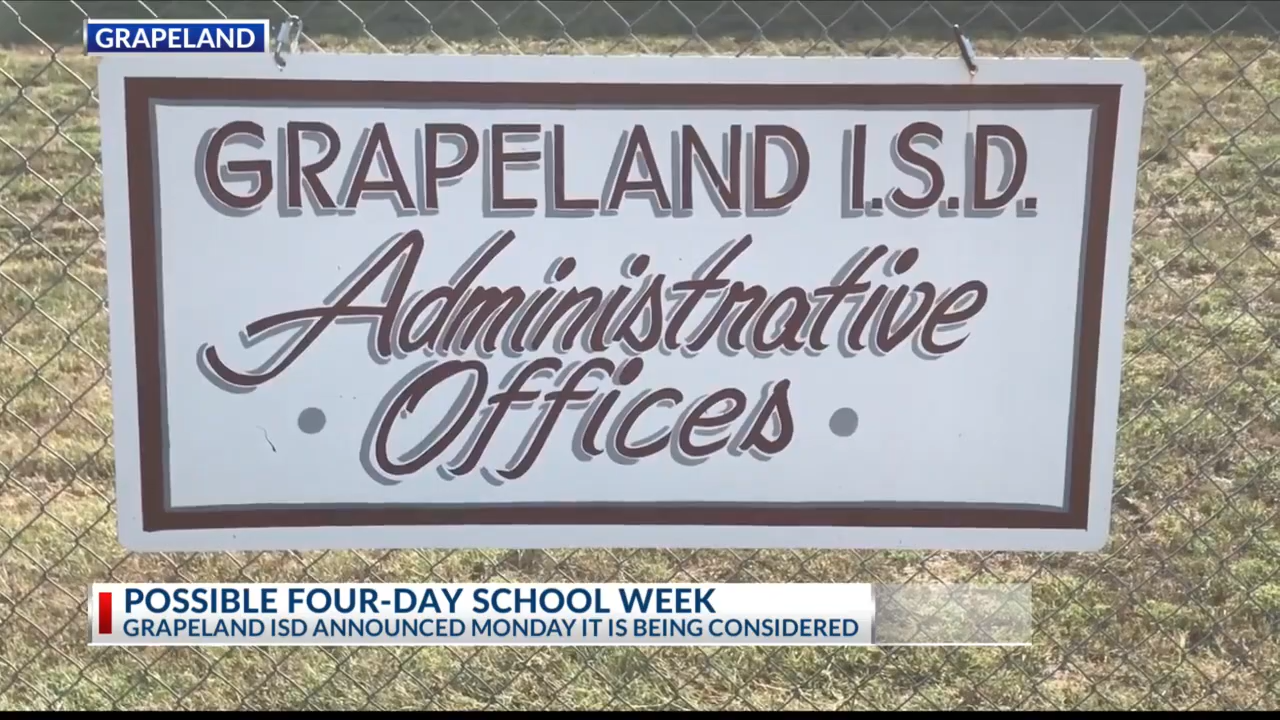 GRAPELAND
GRAPELAND I.S.D.
Administrative
Offices
POSSIBLE FOUR-DAY SCHOOL WEEK
GRAPELAND ISD ANNOUNCED MONDAY IT IS BEING CONSIDERED